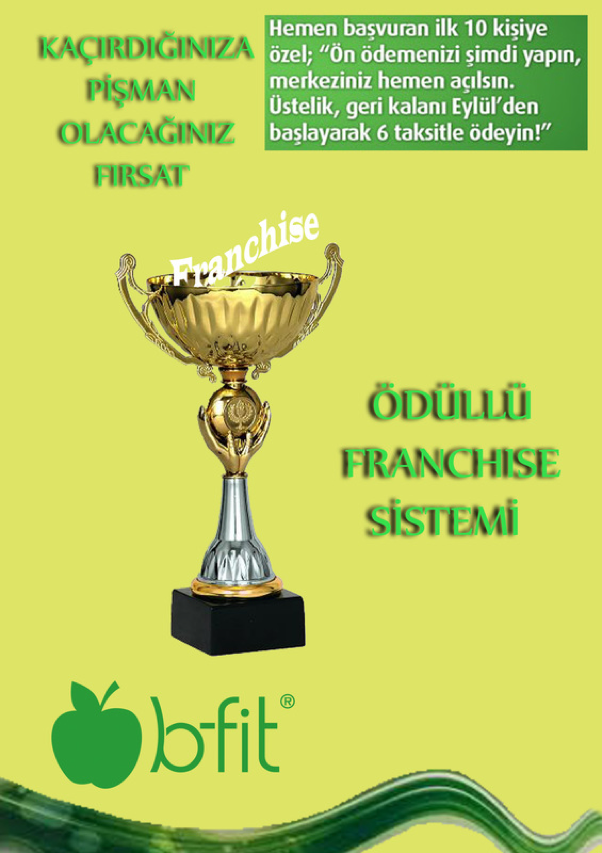 KAÇIRDIĞINIZA
PİŞMAN
OLACAĞINIZ
FIRSAT
Hemen başvuran ilk 10 kişiye
özel; “Ön ödemenizi şimdi yapın,
merkeziniz hemen açılsın.
Üstelik, geri kalanı Eylül’den
başlayarak 6 taksitle ödeyin!”
Franchise
ÖDÜLLÜ
FRANCHISE
SİSTEMİ
b-fit®